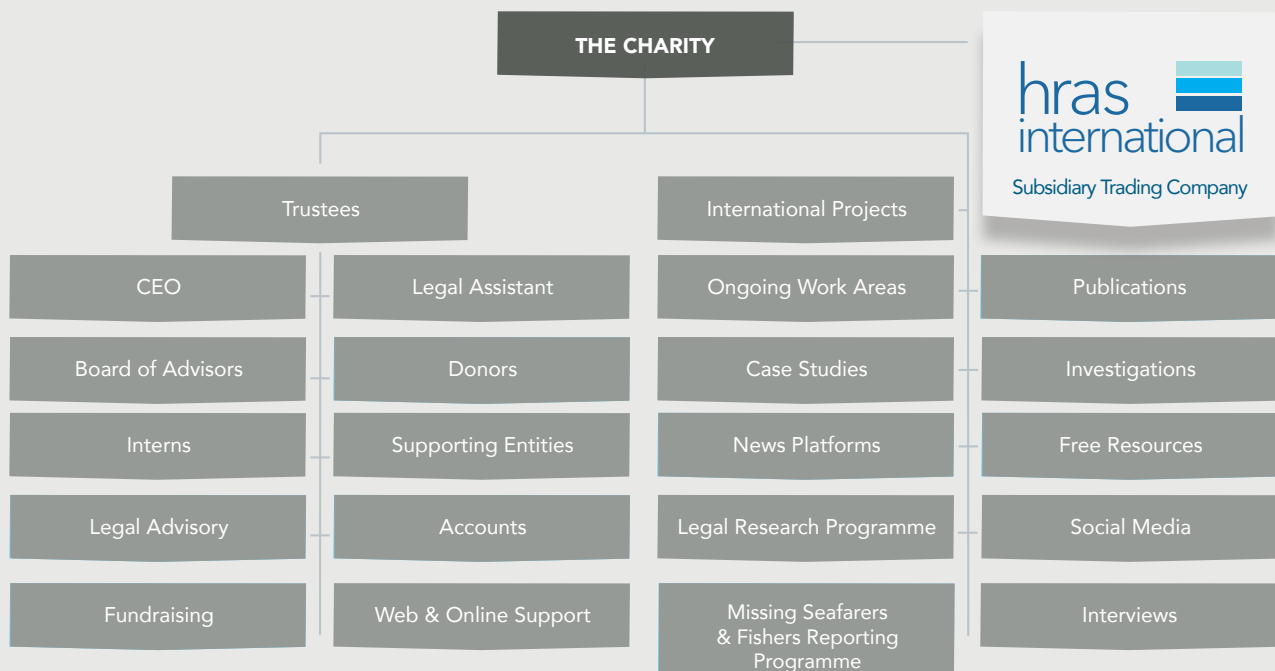 THE CHARITY
hras
international
Subsidiary Trading Company
Trustees
International Projects
CEO
Legal Assistant
Ongoing Work Areas
Publications
Board of Advisors
Donors
Case Studies
Investigations
Interns
Supporting Entities
News Platforms
Free Resources
Legal Advisory
Accounts
Legal Research Programme
Social Media
Fundraising
Web & Online Support
Missing Seafarers
& Fishers Reporting
Programme
Interviews